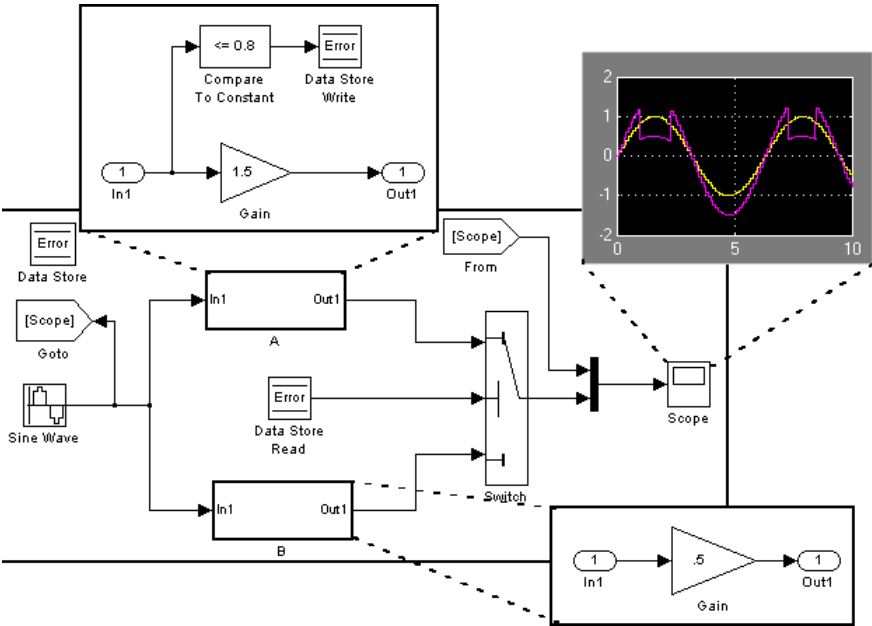 <= 0.8
Error
Compare
To Constant
Data Store
Write
1
In1
1.5
Gain
1
Out1
2
1
0
-1
-2
0
5
10
Error
Data Store
[Scope]
From
[Scope]
Goto
In1
Out1
A
Sine Wave
Error
Data Store
Read
Switch
Scope
In1
Out1
B
1
In1
.5
Gain
1
Out1